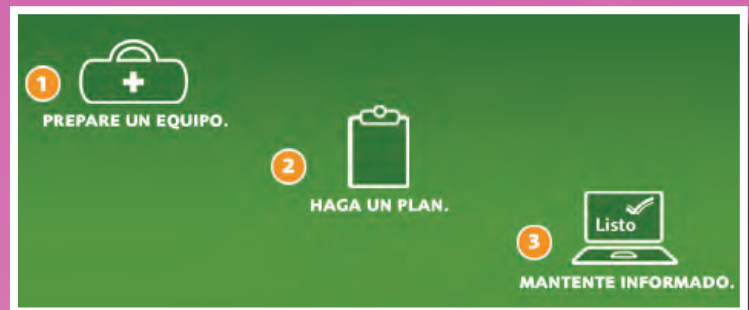 1
PREPARE UN EQUIPO.
2
HAGA UN PLAN.
Listo
3
MANTENTE INFORMADO.